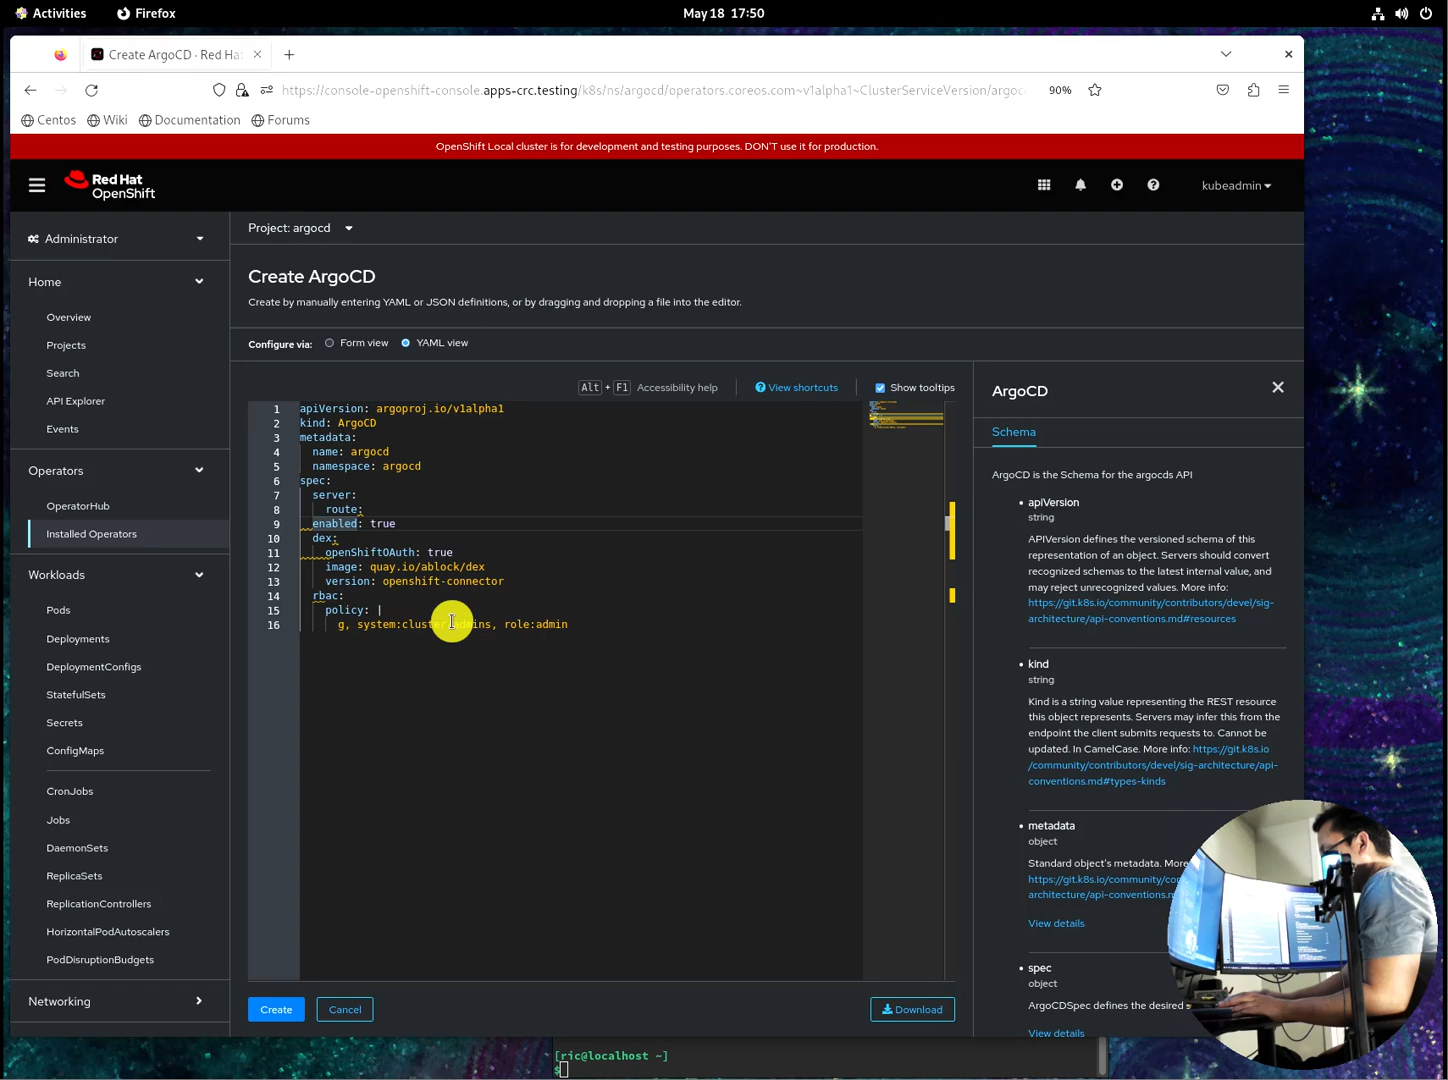 Activities
Firefox
May 18 17:50
Create ArgoCD · Red Ha
https://console-openshift-console.apps-crc.testing/k8s/ns/argocd/operators.coreos.com~v1alpha1~ClusterServiceVersion/argoc
90%
Centos
Wiki
Documentation
Forums
OpenShift Local cluster is for development and testing purposes. DON'T use it for production.
Red Hat
OpenShift
kubeadmin
Administrator
Home
Overview
Projects
Search
API Explorer
Events
Operators
OperatorHub
Installed Operators
Workloads
Pods
Deployments
DeploymentConfigs
StatefulSets
Secrets
ConfigMaps
CronJobs
Jobs
DaemonSets
ReplicaSets
ReplicationControllers
HorizontalPodAutoscalers
PodDisruptionBudgets
Networking
Project: argocd
Create ArgoCD
Create by manually entering YAML or JSON definitions, or by dragging and dropping a file into the editor.
Configure via: Form view YAML view
Alt + F1 Accessibility help
View shortcuts
Show tooltips
1 apiVersion: argoproj.io/v1alpha1
2 kind: ArgoCD
3 metadata:
4 name: argocd
5 namespace: argocd
6 spec:
7 server:
8 route:
9 enabled: true
10 dex:
11 openShiftOAuth: true
12 image: quay.io/ablock/dex
13 version: openshift-connector
14 rbac:
15 policy: |
16 g, system:cluster-admins, role:admin
Create
Cancel
Download
ArgoCD
Schema
ArgoCD is the Schema for the argocds API
• apiVersion
string
APIVersion defines the versioned schema of this
representation of an object. Servers should convert
recognized schemas to the latest internal value, and
may reject unrecognized values. More info:
https://git.k8s.io/community/contributors/devel/sig-
architecture/api-conventions.md#resources
• kind
string
Kind is a string value representing the REST resource
this object represents. Servers may infer this from the
endpoint the client submits requests to. Cannot be
updated. In CamelCase. More info: https://git.k8s.io
/community/contributors/devel/sig-architecture/api-
conventions.md#types-kinds
• metadata
object
Standard object's metadata. More
https://git.k8s.io/community/co
architecture/api-conventions.m
View details
• spec
object
ArgoCDSpec defines the desired s
View details
[ric@localhost ~]
$